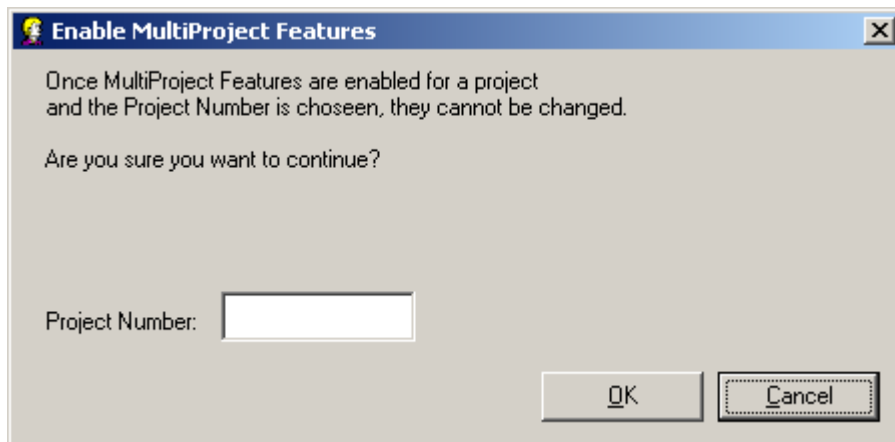 Enable MultiProject Features
Once MultiProject Features are enabled for a project
and the Project Number is choseen, they cannot be changed.
Are you sure you want to continue?
Project Number:
OK
Cancel